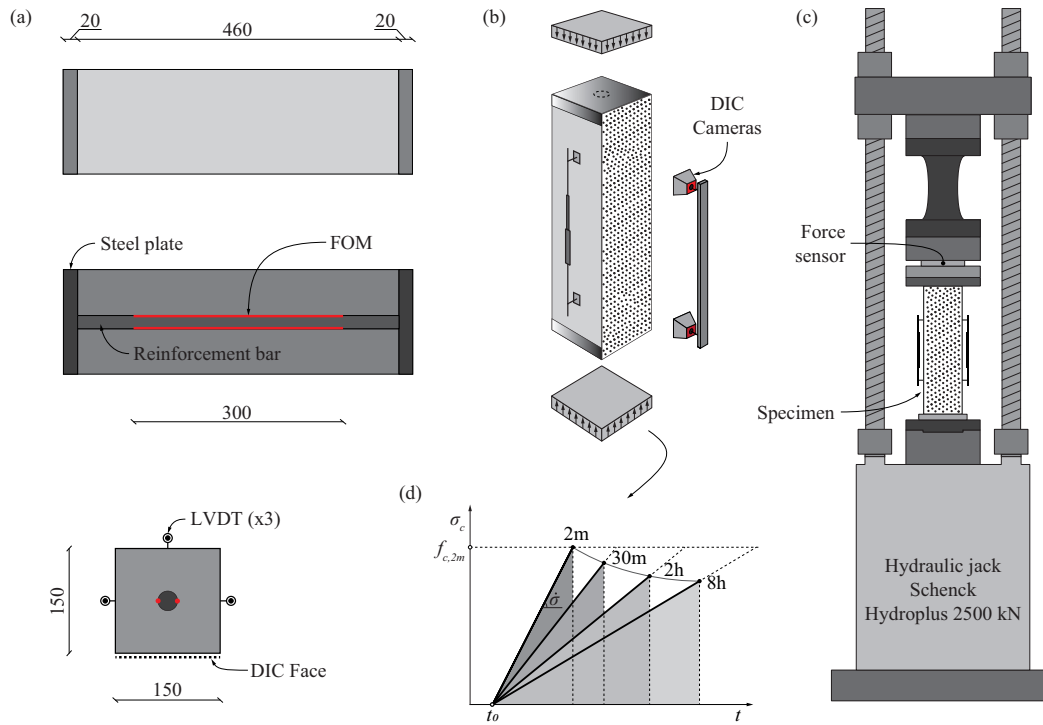 (a)
20
460
20
Steel plate
FOM
Reinforcement bar
300
LVDT (x3)
150
DIC Face
150
(b)
DIC
Cameras
(c)
Force
sensor
Specimen
Hydraulic jack
Schenck
Hydroplus 2500 kN
(d)
σc
fc,2m
2m
30m
2h
8h
σ̇
t0
t